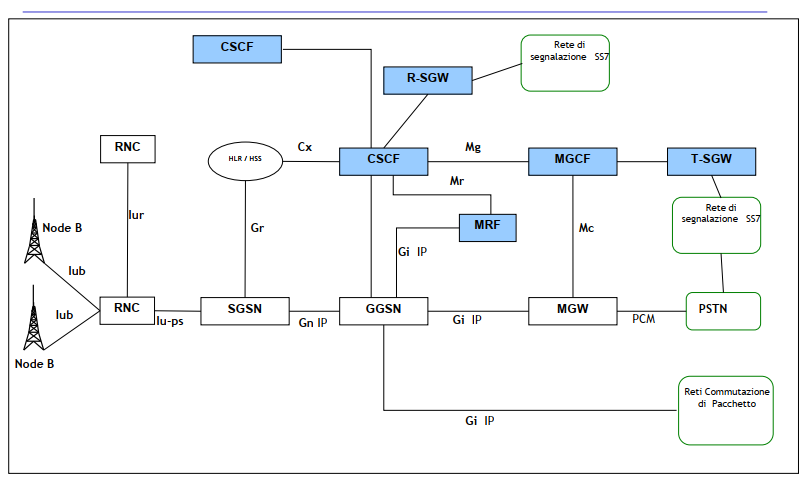 CSCF
Rete di
segnalazione SS7
R-SGW
RNC
HLR / HSS
Cx
CSCF
Mg
MGCF
T-SGW
Mr
Node B
Iur
Gr
MRF
Mc
Rete di
segnalazione SS7
Gi IP
Iub
Iub
RNC
Iu-ps
SGSN
Gn IP
GGSN
Gi IP
MGW
PCM
PSTN
Node B
Reti Commutazione
di Pacchetto
Gi IP